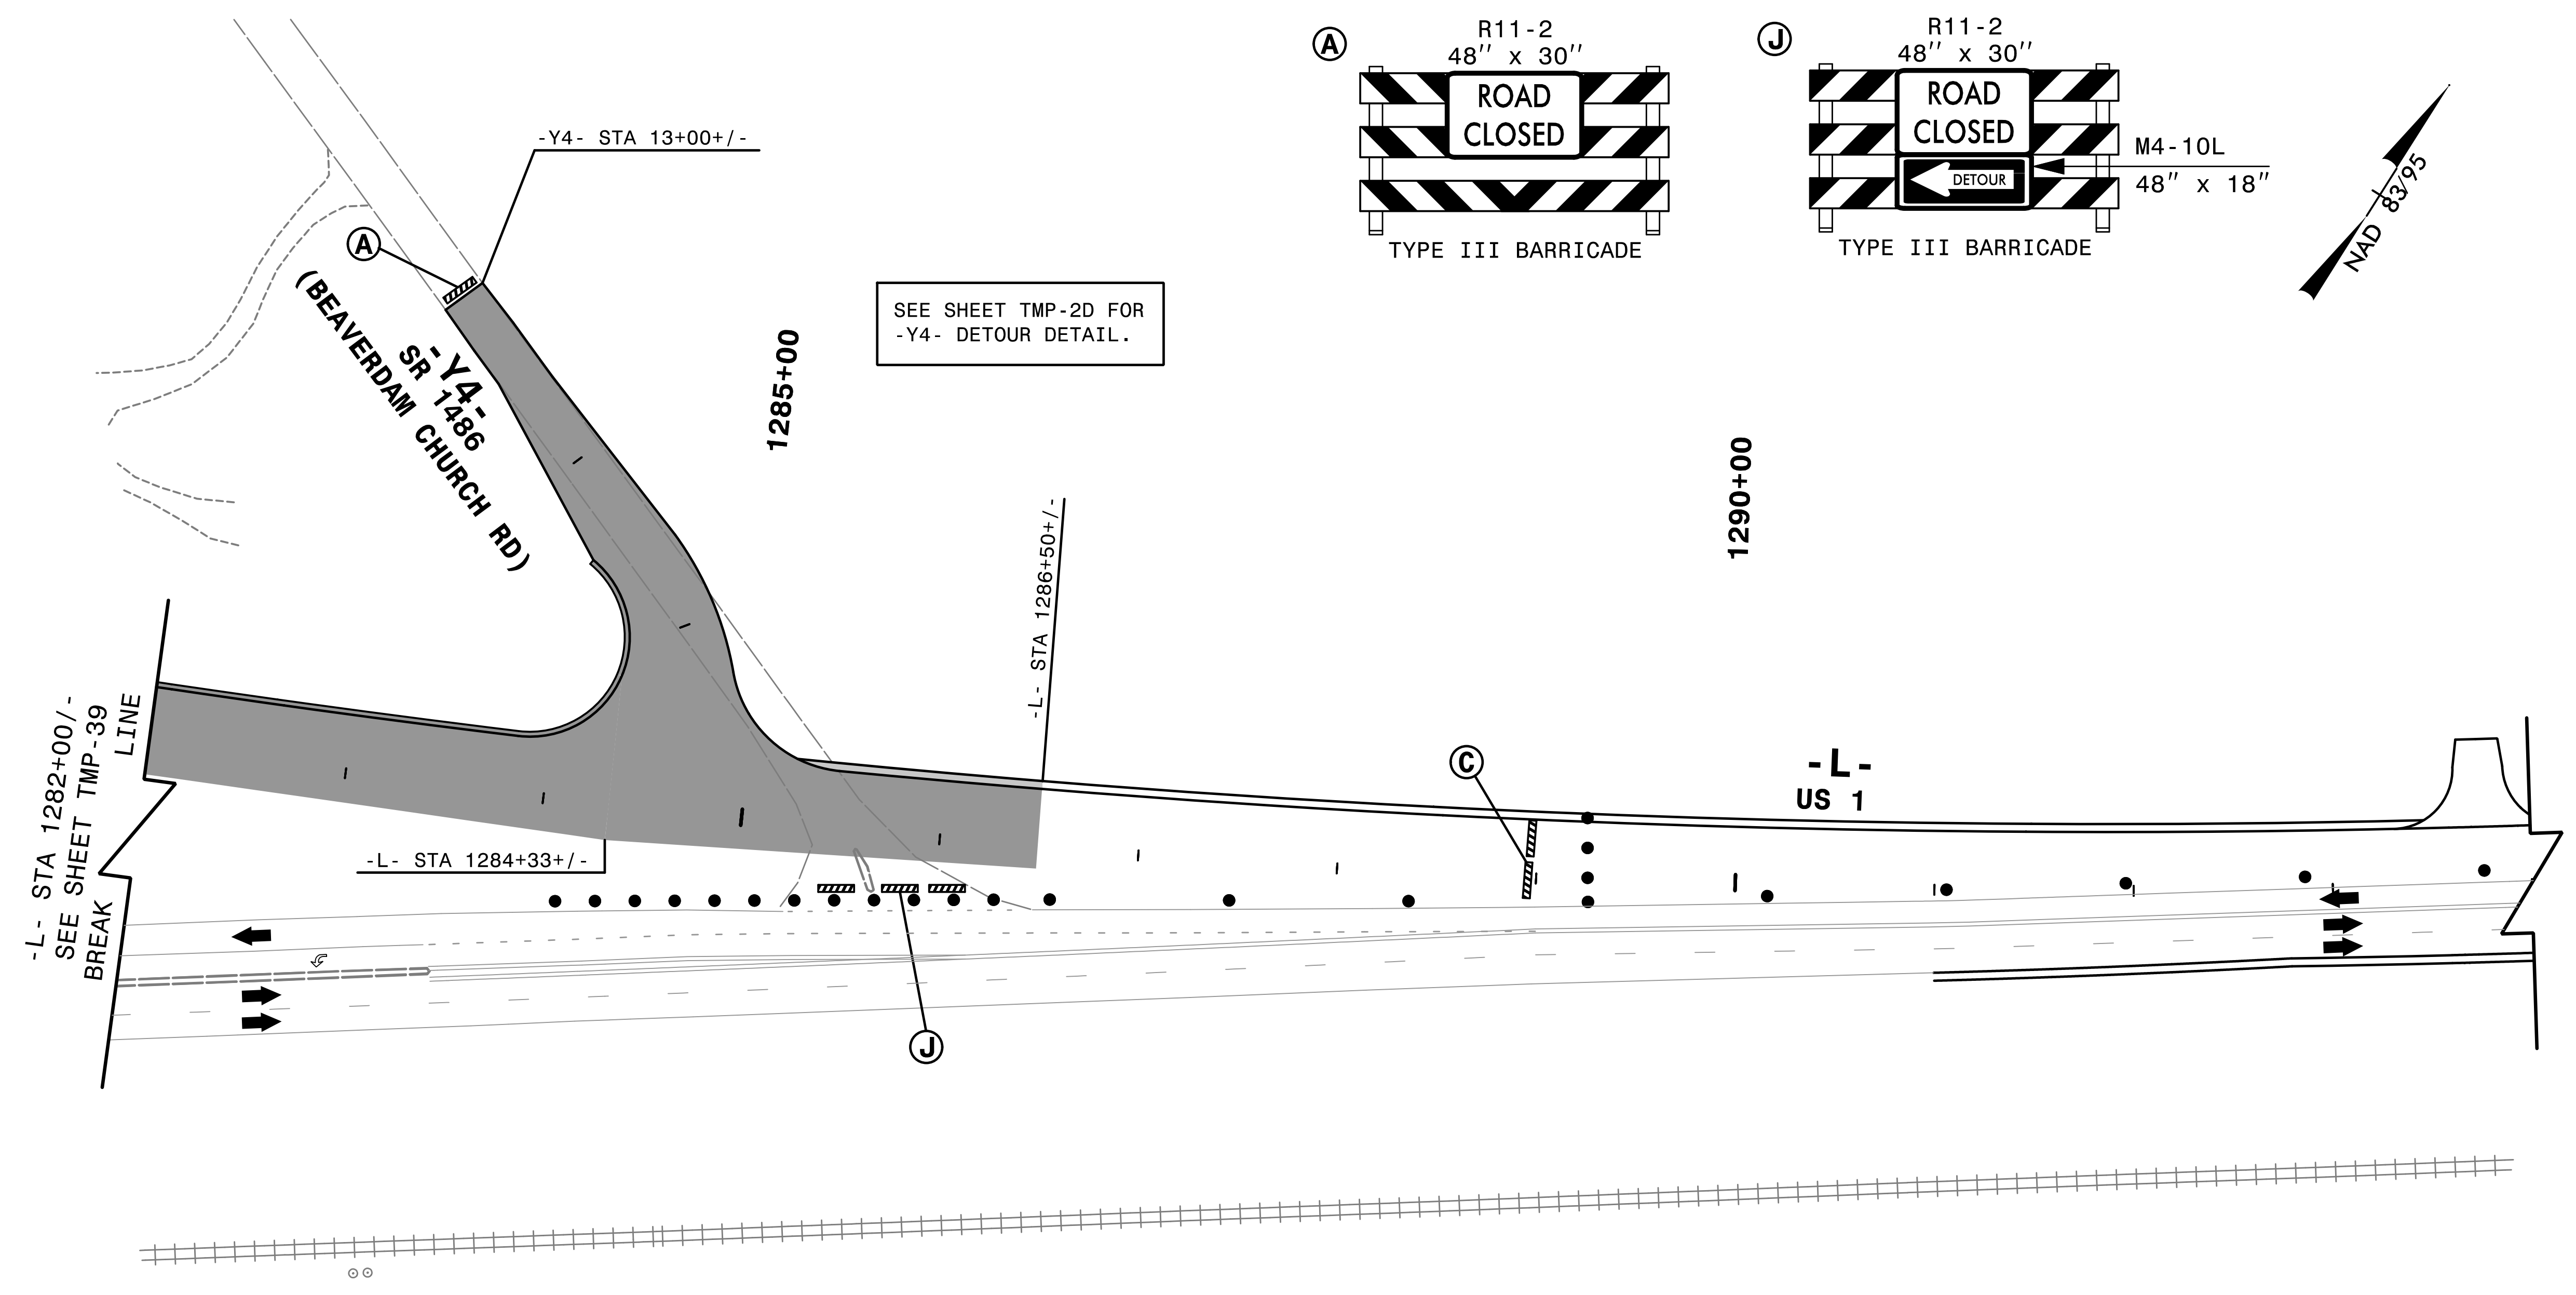 A
R11-2
48'' x 30''
ROAD
CLOSED
TYPE III BARRICADE
J
R11-2
48'' x 30''
ROAD
CLOSED
DETOUR
M4-10L
48'' x 18''
TYPE III BARRICADE
NAD 83/95
-Y4- STA 13+00+/-
A
-Y4-
SR 1486
(BEAVERDAM CHURCH RD)
SEE SHEET TMP-2D FOR
-Y4- DETOUR DETAIL.
1285+00
1290+00
-L- STA 1286+50+/-
-L- STA 1282+00/-
SEE SHEET TMP-39
BREAK LINE
-L- STA 1284+33+/-
C
-L-
US 1
J